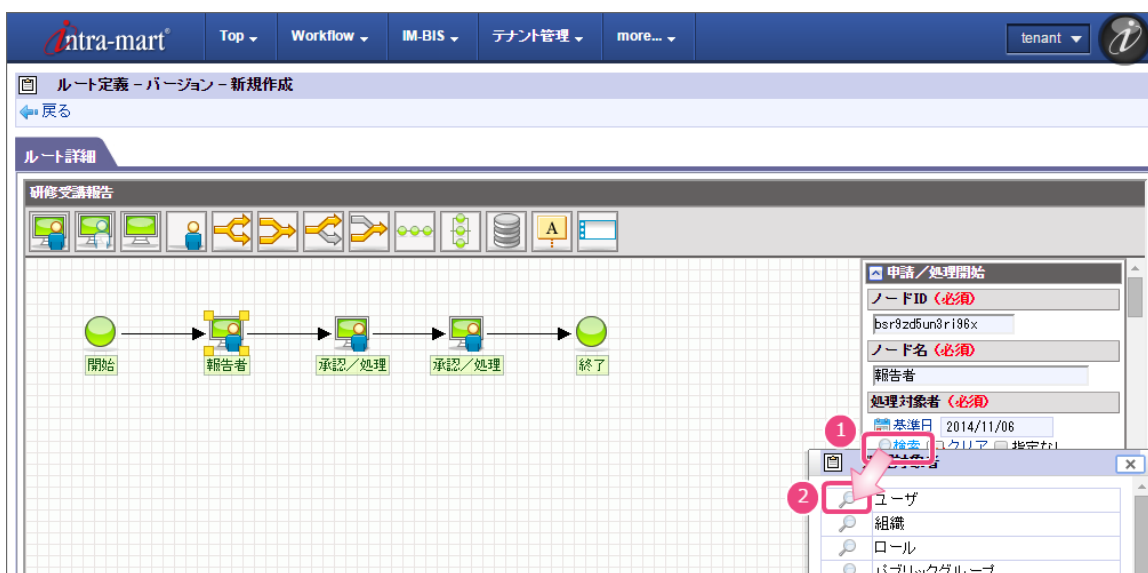 intra-mart®
Top Workflow IM-BIS テナント管理 more... tenant
ルート定義 - バージョン - 新規作成
戻る
ルート詳細
研修受講報告
A
申請／処理開始
ノードID（必須）
bsr9zd5un3ri96x
ノード名（必須）
報告者
処理対象者（必須）
基準日 2014/11/06
1
検索 クリア 指定なし
開始 報告者 承認／処理 承認／処理 終了
対象者
2
ユーザ
組織
ロール
パブリックグループ